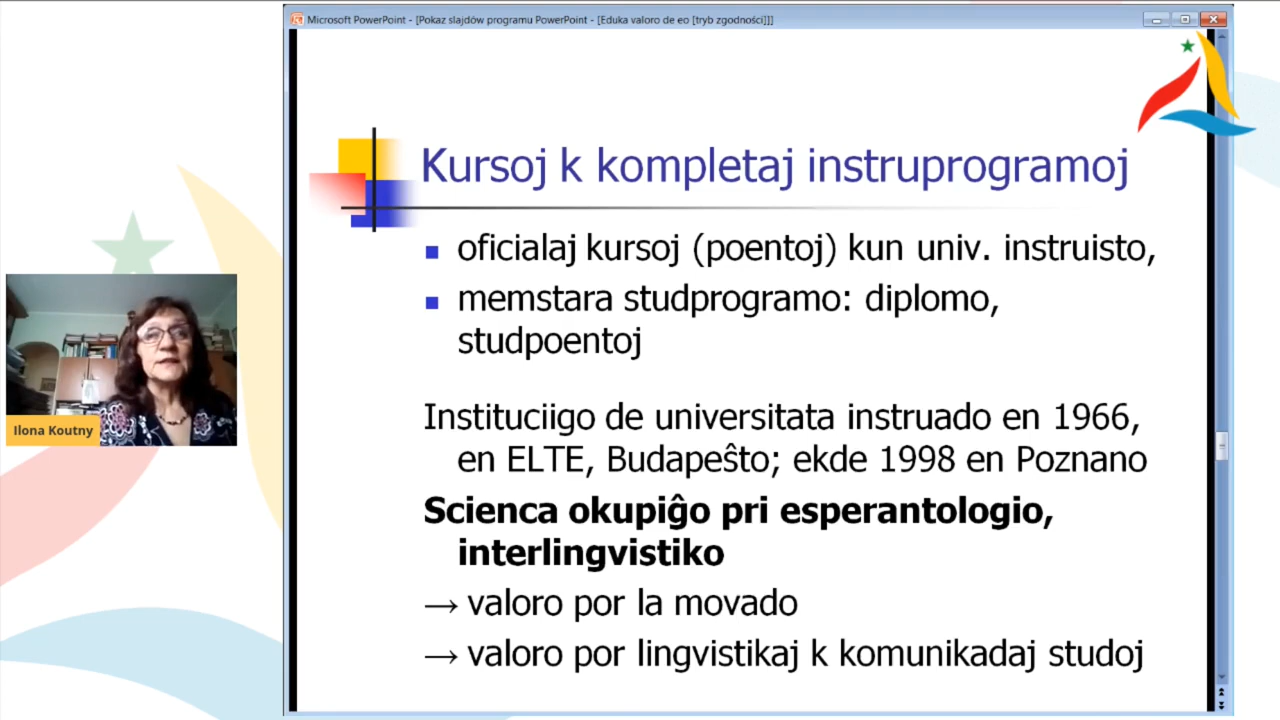 Microsoft PowerPoint - [Pokaz slajdów programu PowerPoint - [Eduka valoro de eo [tryb zgodności]]]
Kursoj k kompletaj instruprogramoj
oficialaj kursoj (poentoj) kun univ. instruisto,
memstara studprogramo: diplomo,
studpoentoj
Instituciigo de universitata instruado en 1966,
en ELTE, Budapeŝto; ekde 1998 en Poznano
Scienca okupiĝo pri esperantologio,
interlingvistiko
→ valoro por la movado
→ valoro por lingvistikaj k komunikadaj studoj
Ilona Koutny